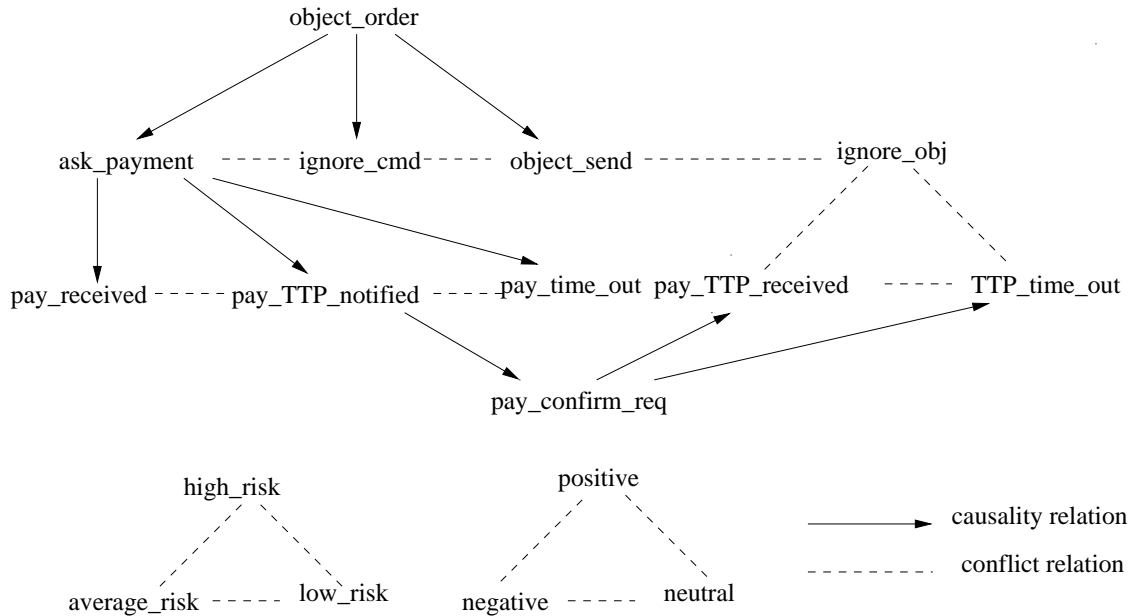 object_order
ask_payment
ignore_cmd
object_send
ignore_obj
pay_received
pay_TTP_notified
pay_time_out
pay_TTP_received
TTP_time_out
pay_confirm_req
high_risk
positive
causality relation
conflict relation
average_risk
low_risk
negative
neutral